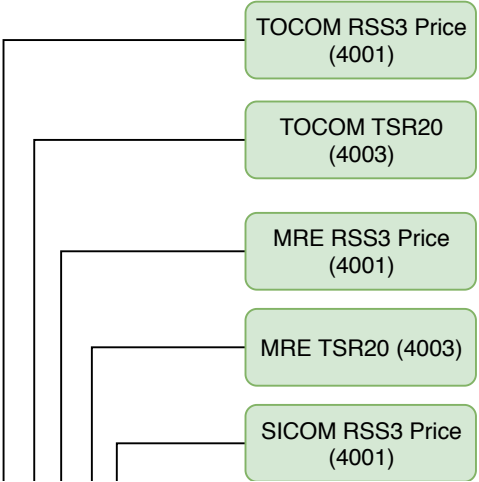 TOCOM RSS3 Price
(4001)
TOCOM TSR20
(4003)
MRE RSS3 Price
(4001)
MRE TSR20 (4003)
SICOM RSS3 Price
(4001)